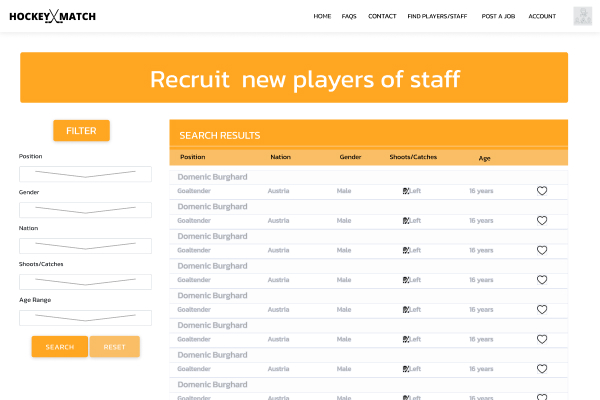 HOCKEY MATCH HOME FAQS CONTACT FIND PLAYERS/STAFF POST A JOB ACCOUNT
Recruit new players of staff
FILTER
Position
Gender
Nation
Shoots/Catches
Age Range
SEARCH RESET
SEARCH RESULTS
Position Nation Gender Shoots/Catches Age
Domenic Burghard
Goaltender Austria Male Left 16 years
Domenic Burghard
Goaltender Austria Male Left 16 years
Domenic Burghard
Goaltender Austria Male Left 16 years
Domenic Burghard
Goaltender Austria Male Left 16 years
Domenic Burghard
Goaltender Austria Male Left 16 years
Domenic Burghard
Goaltender Austria Male Left 16 years
Domenic Burghard
Goaltender Austria Male Left 16 years
Domenic Burghard
Goaltender Austria Male Left 16 years